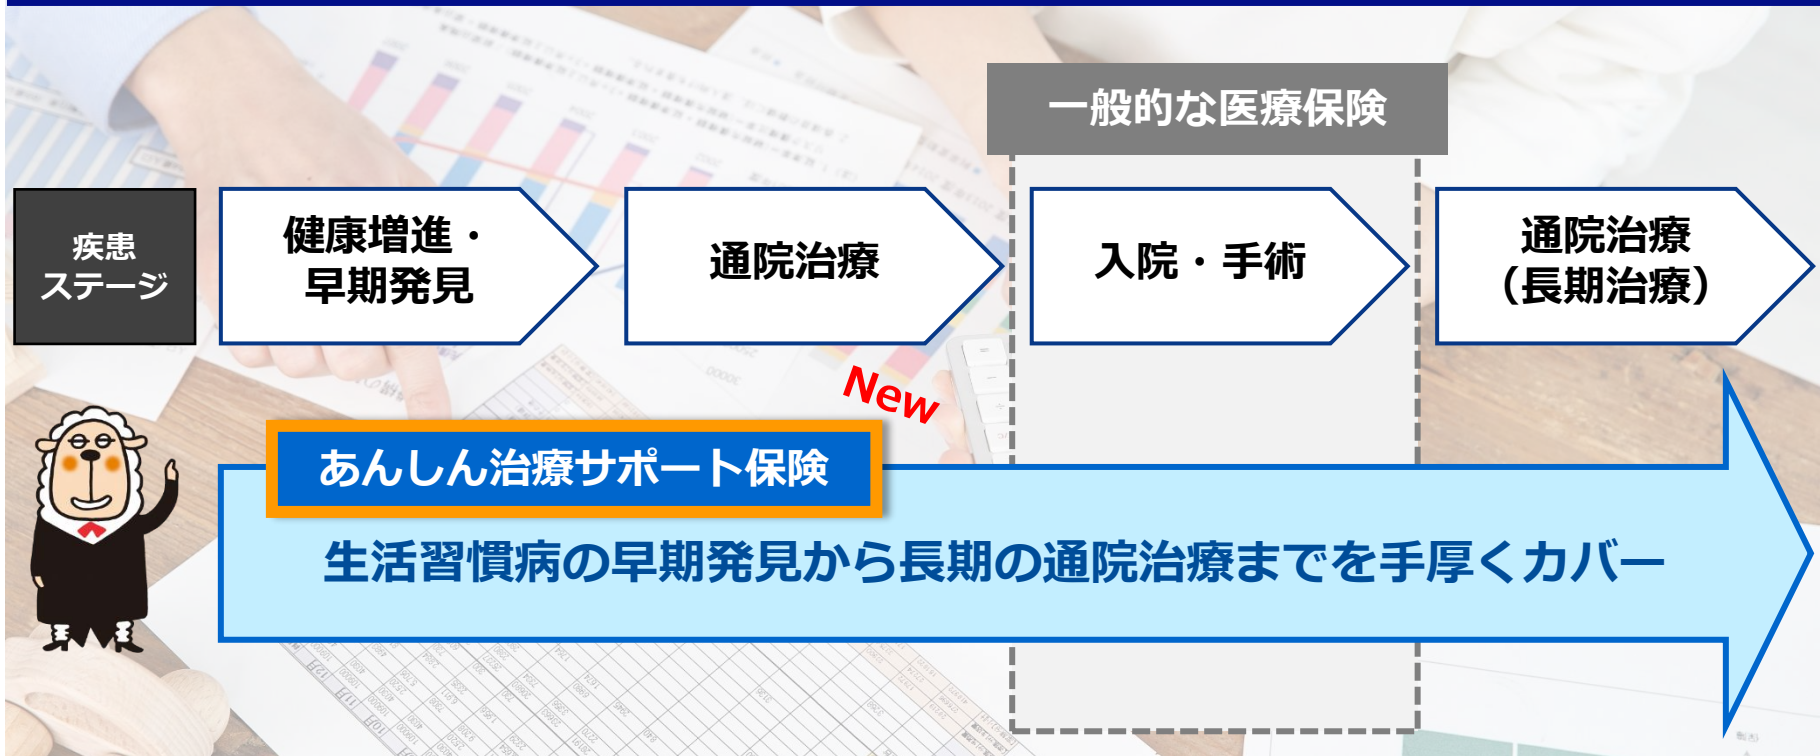 一般的な医療保険
疾患
ステージ
健康増進・
早期発見
通院治療
入院・手術
通院治療
（長期治療）
New
あんしん治療サポート保険
生活習慣病の早期発見から長期の通院治療までを手厚くカバー